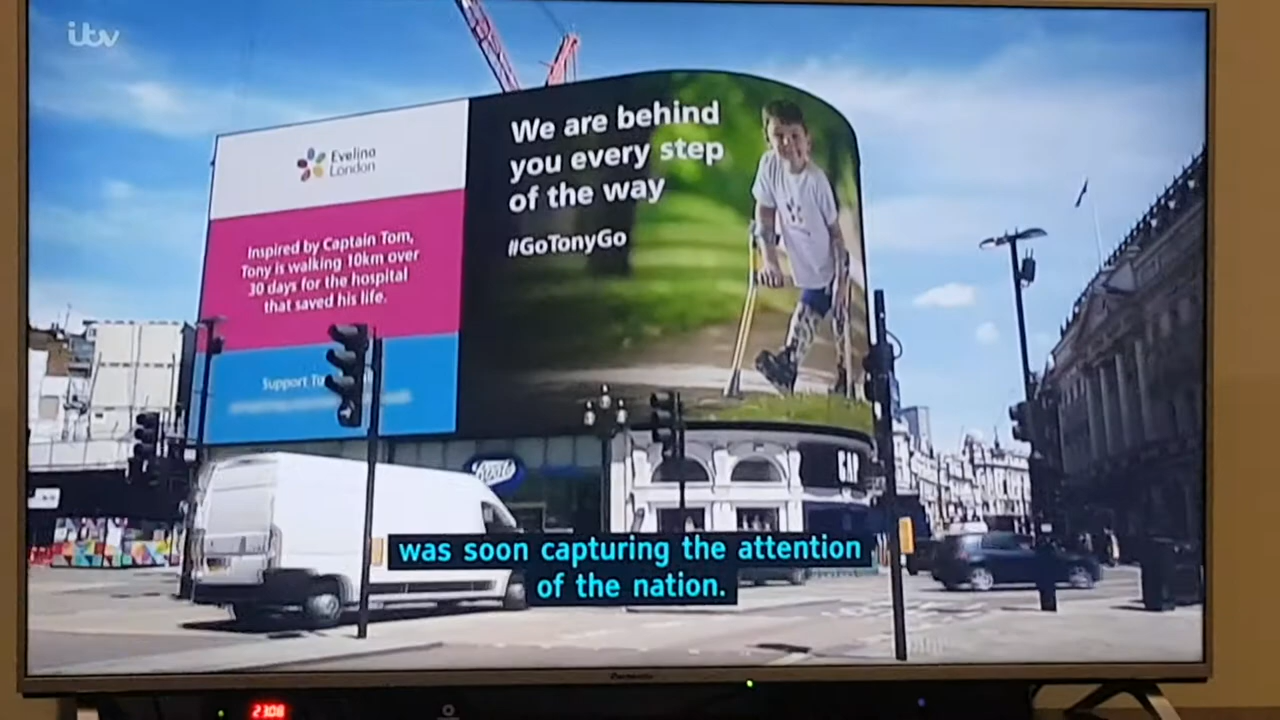 itv
Evelina
London
We are behind
you every step
of the way
#GoTonyGo
Inspired by Captain Tom,
Tony is walking 10km over
30 days for the hospital
that saved his life.
Support
Boots
GAP
was soon capturing the attention
of the nation.
Panasonic
23:08